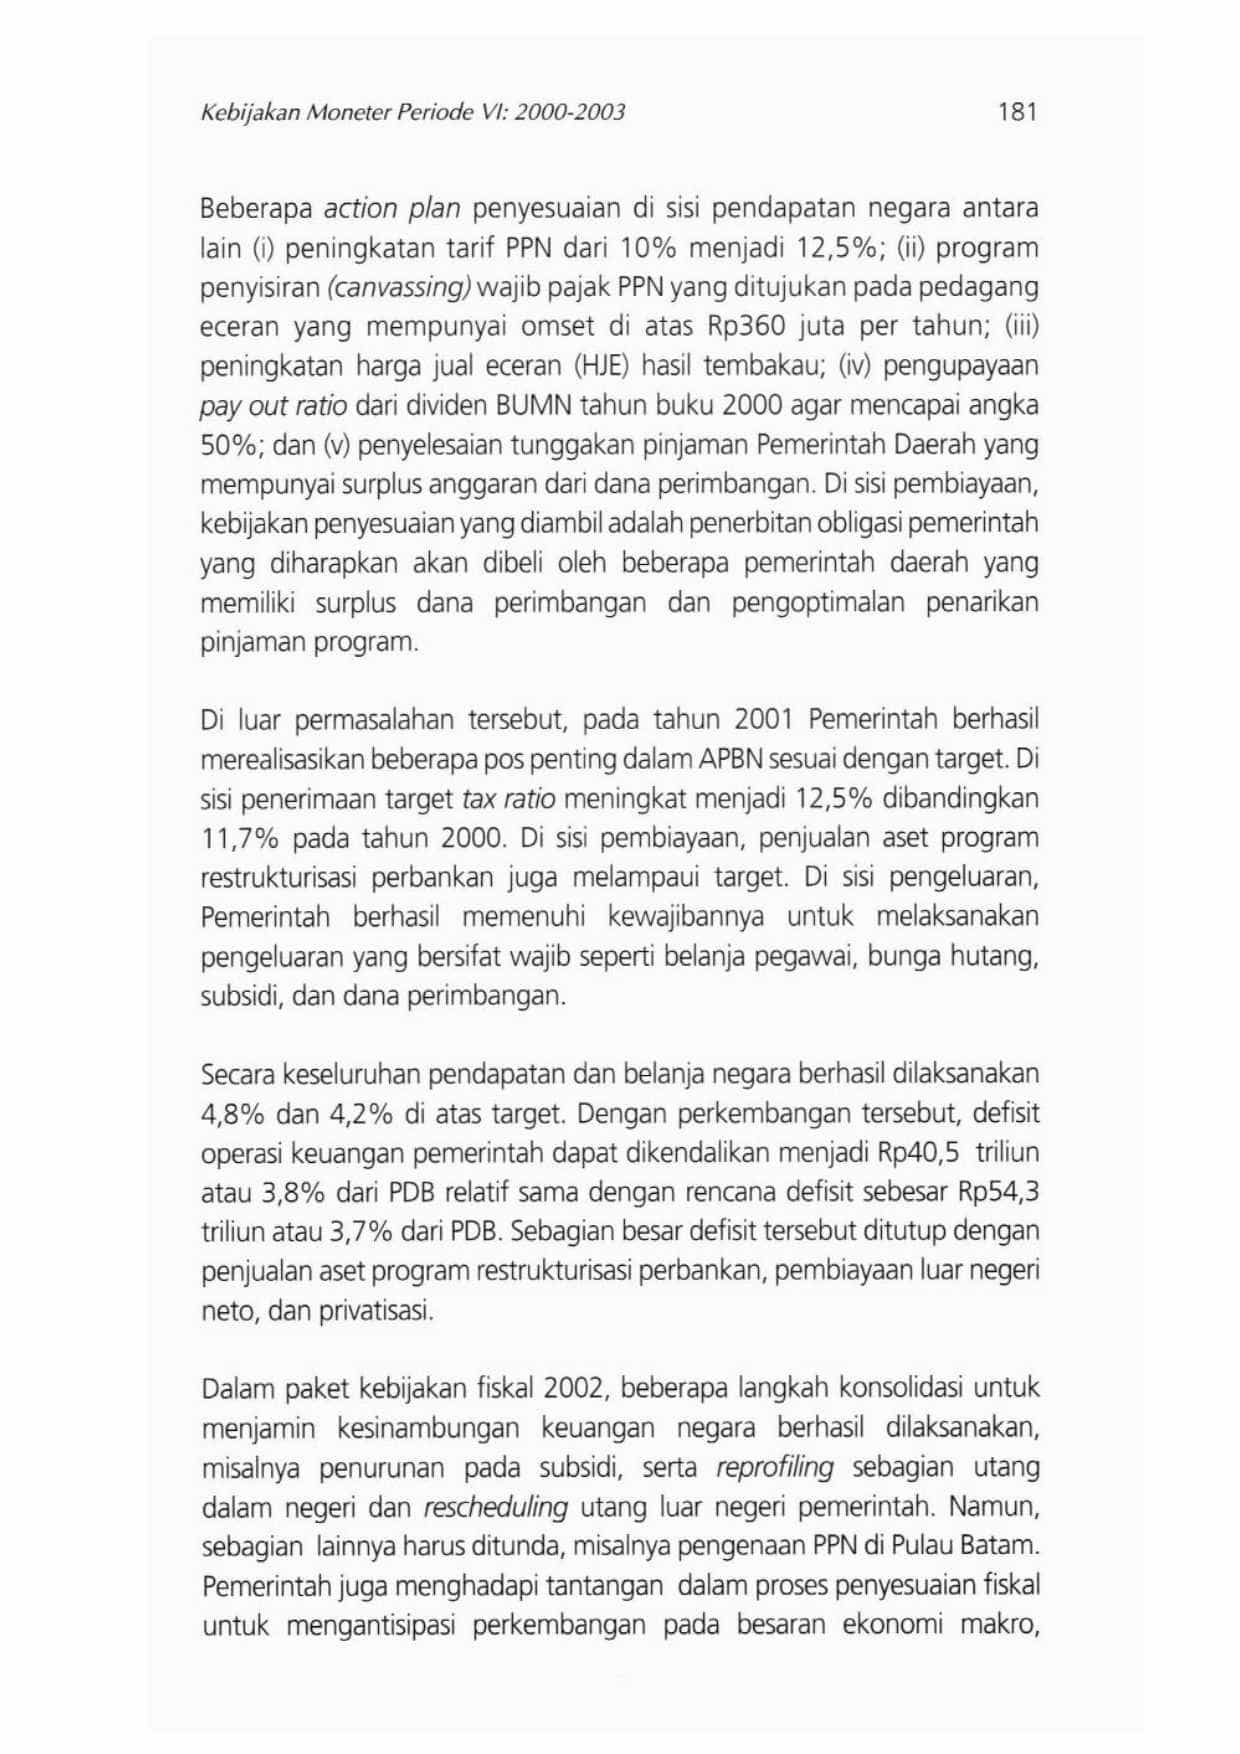 Kebijakan Moneter Periode VI: 2000-2003 181
Beberapa action plan penyesuaian di sisi pendapatan negara antara
lain (i) peningkatan tarif PPN dari 10% menjadi 12,5%; (ii) program
penyisiran (canvassing) wajib pajak PPN yang ditujukan pada pedagang
eceran yang mempunyai omset di atas Rp360 juta per tahun; (iii)
peningkatan harga jual eceran (HJE) hasil tembakau; (iv) pengupayaan
pay out ratio dari dividen BUMN tahun buku 2000 agar mencapai angka
50%; dan (v) penyelesaian tunggakan pinjaman Pemerintah Daerah yang
mempunyai surplus anggaran dari dana perimbangan. Di sisi pembiayaan,
kebijakan penyesuaian yang diambil adalah penerbitan obligasi pemerintah
yang diharapkan akan dibeli oleh beberapa pemerintah daerah yang
memiliki surplus dana perimbangan dan pengoptimalan penarikan
pinjaman program.
Di luar permasalahan tersebut, pada tahun 2001 Pemerintah berhasil
merealisasikan beberapa pos penting dalam APBN sesuai dengan target. Di
sisi penerimaan target tax ratio meningkat menjadi 12,5% dibandingkan
11,7% pada tahun 2000. Di sisi pembiayaan, penjualan aset program
restrukturisasi perbankan juga melampaui target. Di sisi pengeluaran,
Pemerintah berhasil memenuhi kewajibannya untuk melaksanakan
pengeluaran yang bersifat wajib seperti belanja pegawai, bunga hutang,
subsidi, dan dana perimbangan.
Secara keseluruhan pendapatan dan belanja negara berhasil dilaksanakan
4,8% dan 4,2% di atas target. Dengan perkembangan tersebut, defisit
operasi keuangan pemerintah dapat dikendalikan menjadi Rp40,5 triliun
atau 3,8% dari PDB relatif sama dengan rencana defisit sebesar Rp54,3
triliun atau 3,7% dari PDB. Sebagian besar defisit tersebut ditutup dengan
penjualan aset program restrukturisasi perbankan, pembiayaan luar negeri
neto, dan privatisasi.
Dalam paket kebijakan fiskal 2002, beberapa langkah konsolidasi untuk
menjamin kesinambungan keuangan negara berhasil dilaksanakan,
misalnya penurunan pada subsidi, serta reprofiling sebagian utang
dalam negeri dan rescheduling utang luar negeri pemerintah. Namun,
sebagian lainnya harus ditunda, misalnya pengenaan PPN di Pulau Batam.
Pemerintah juga menghadapi tantangan dalam proses penyesuaian fiskal
untuk mengantisipasi perkembangan pada besaran ekonomi makro,